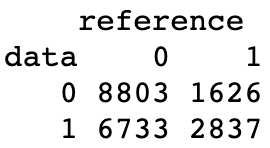 reference
data 0 1
0 8803 1626
1 6733 2837